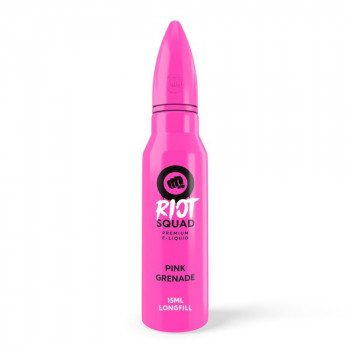 RIOT
SQUAD
PREMIUM
E-LIQUID
PINK
GRENADE
15ML
LONGFILL